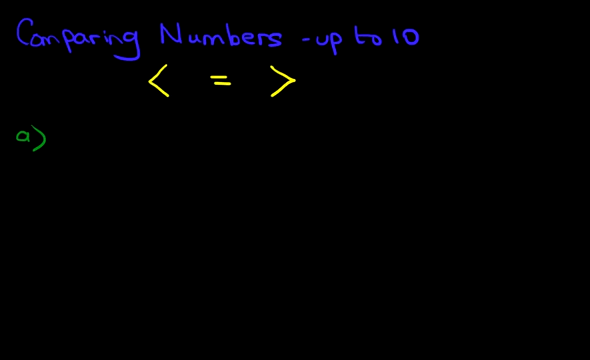 Comparing Numbers - up to 10
< = >
a)